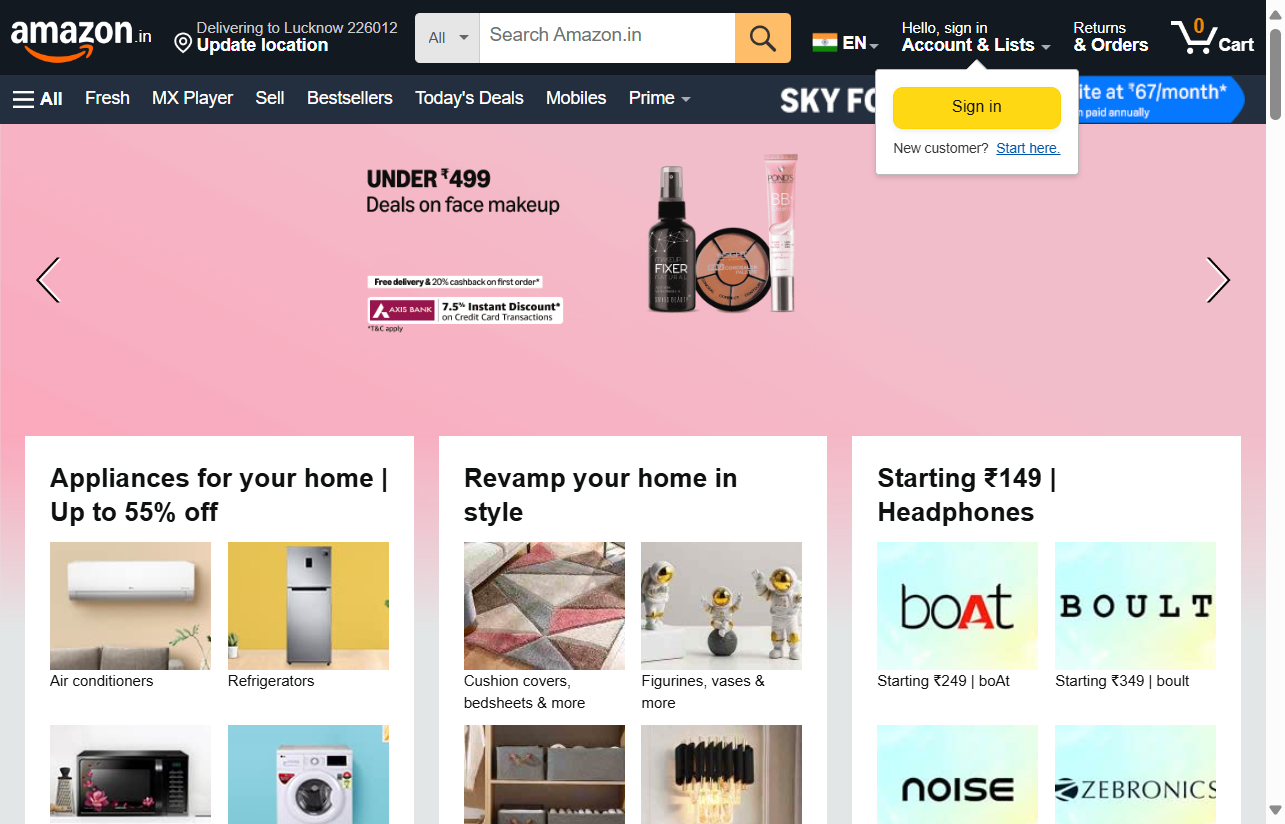 amazon.in
Delivering to Lucknow 226012
Update location
All
Search Amazon.in
EN
Hello, sign in
Account & Lists
Returns
& Orders
0
Cart
All
Fresh
MX Player
Sell
Bestsellers
Today's Deals
Mobiles
Prime
SKY FO
ite at ₹67/month*
n paid annually
Sign in
New customer? Start here.
UNDER ₹499
Deals on face makeup
Free delivery & 20% cashback on first order*
AXIS BANK
7.5% Instant Discount*
on Credit Card Transactions
*T&C apply
MAKEUP
FIXER
NATURAL
POND'S
BB+
Appliances for your home |
Up to 55% off
Air conditioners
Refrigerators
Revamp your home in
style
Cushion covers,
bedsheets & more
Figurines, vases &
more
Starting ₹149 |
Headphones
boAt
BOULT
Starting ₹249 | boAt
Starting ₹349 | boult
NOISE
ZEBRONICS